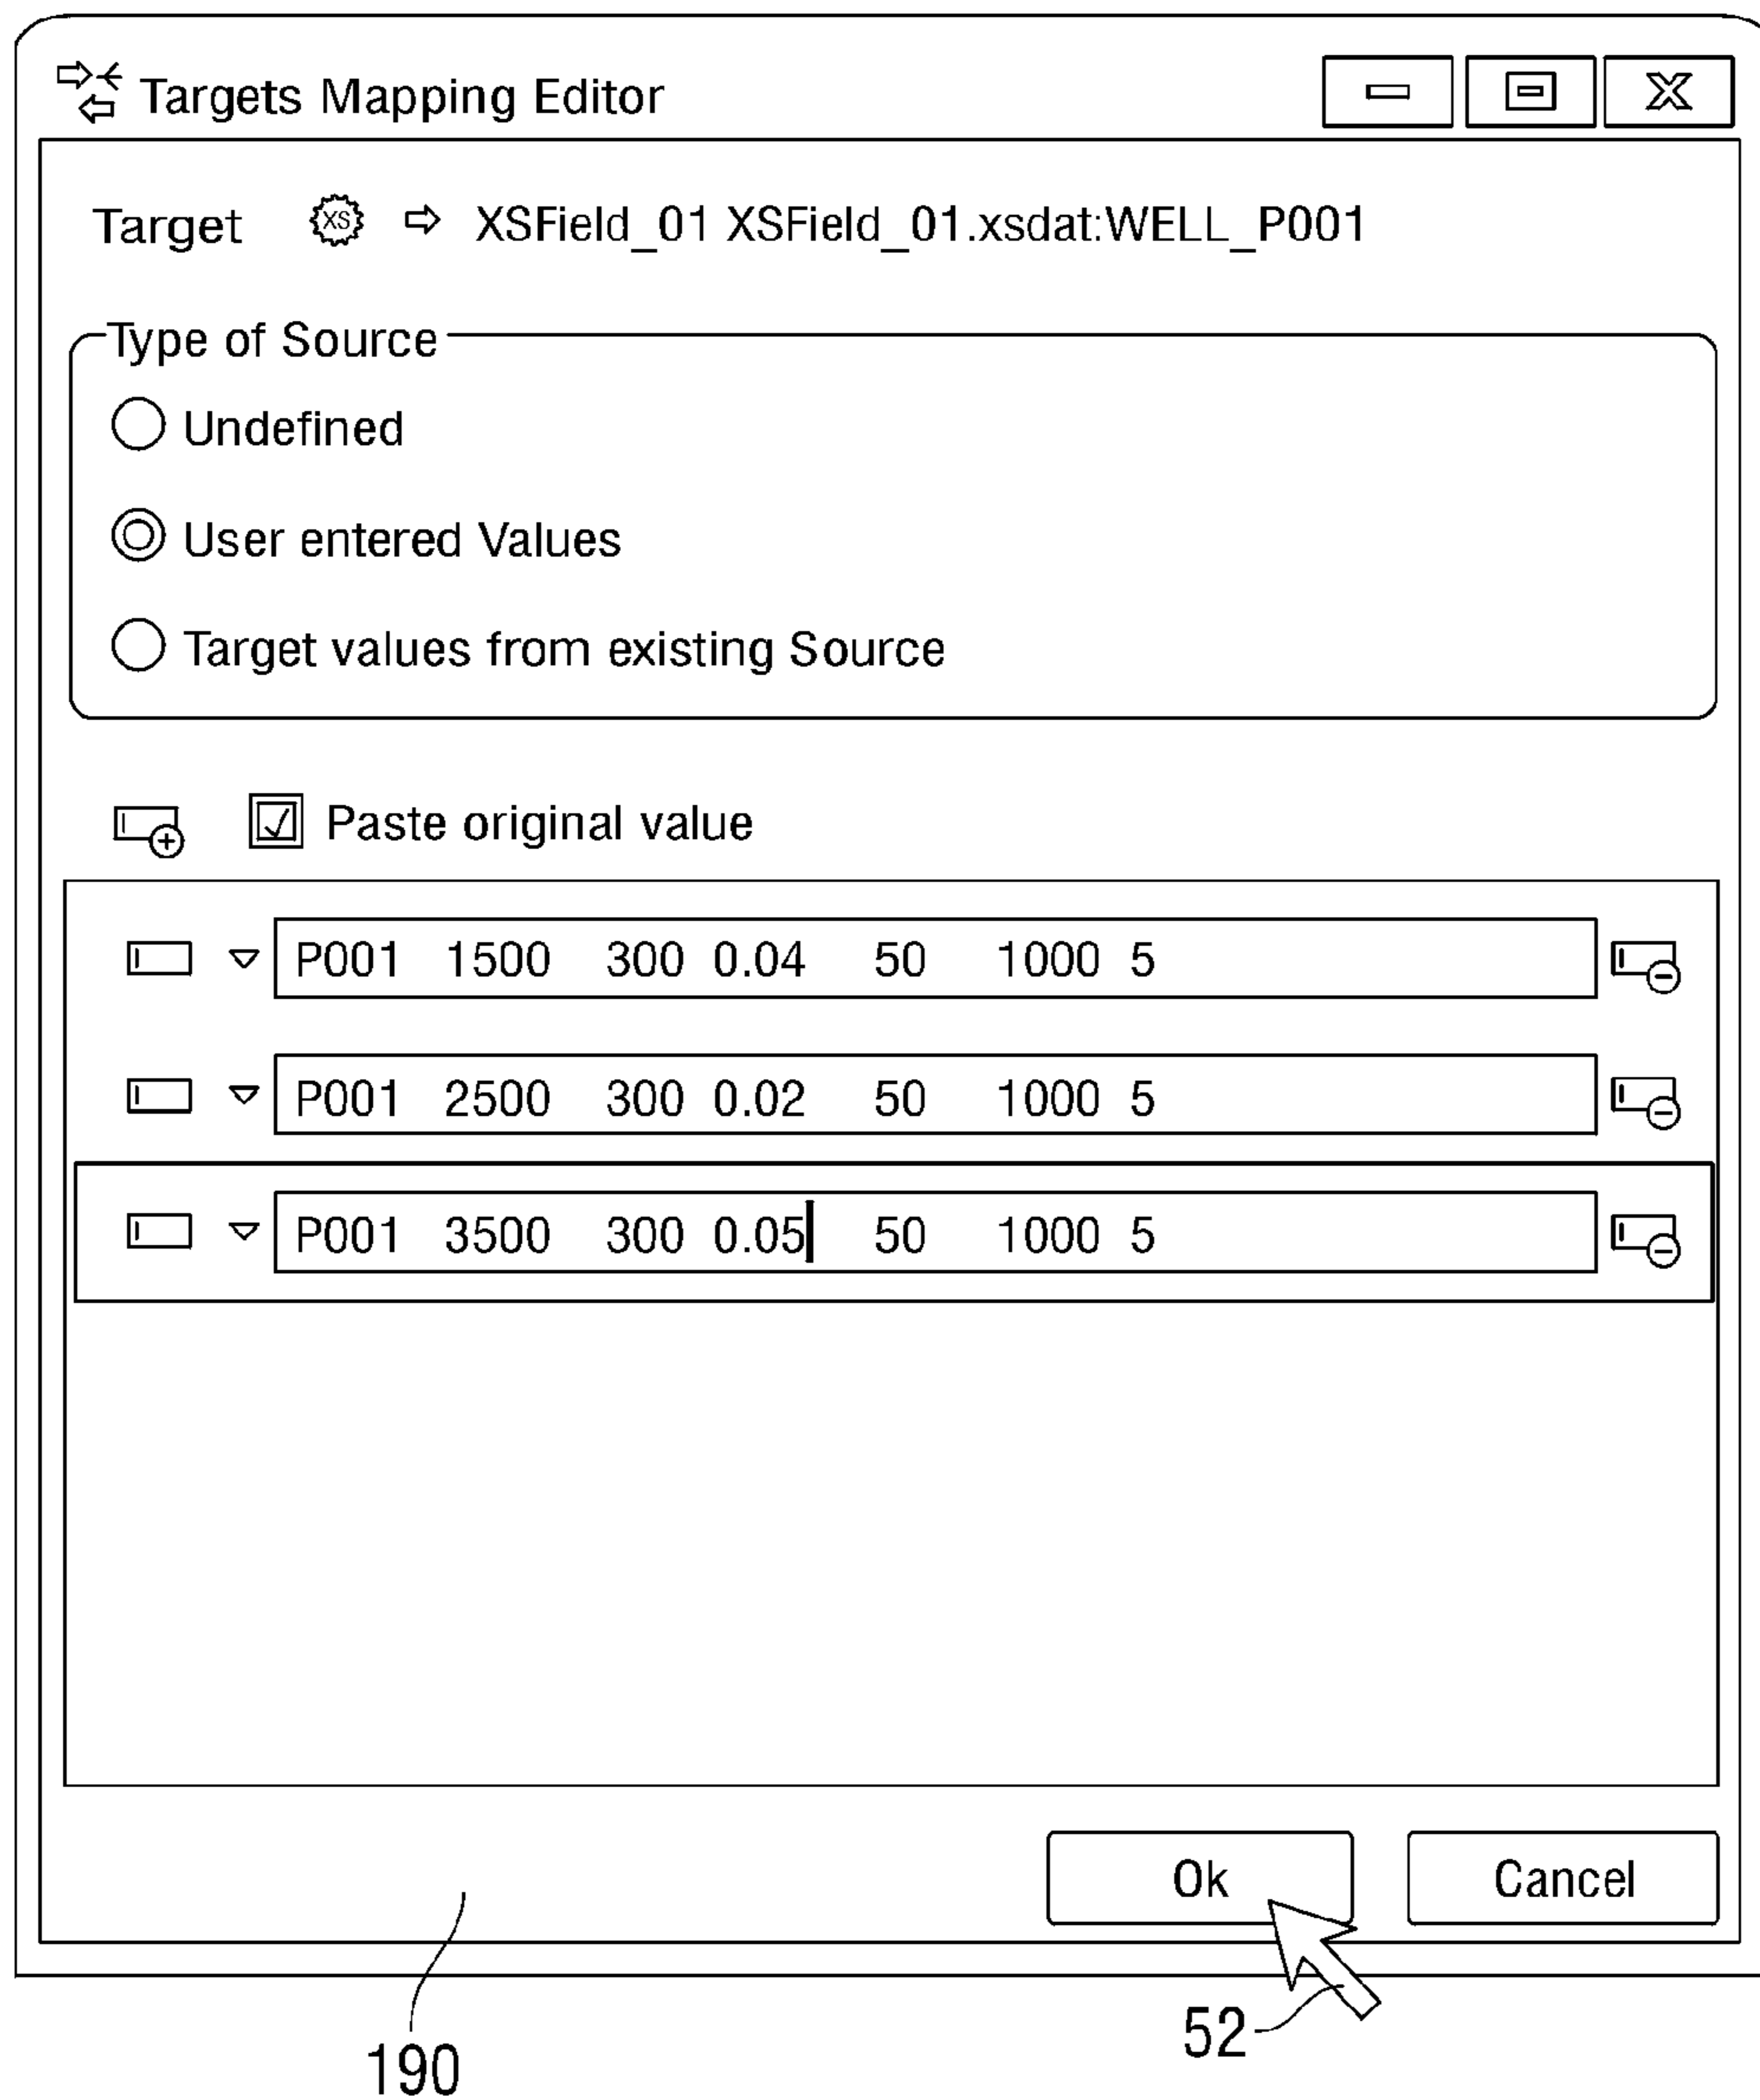 Targets Mapping Editor
Target XS XSField_01 XSField_01.xsdat:WELL_P001
Type of Source
Undefined
User entered Values
Target values from existing Source
Paste original value
P001 1500 300 0.04 50 1000 5
P001 2500 300 0.02 50 1000 5
P001 3500 300 0.05 50 1000 5
Ok Cancel
190 52